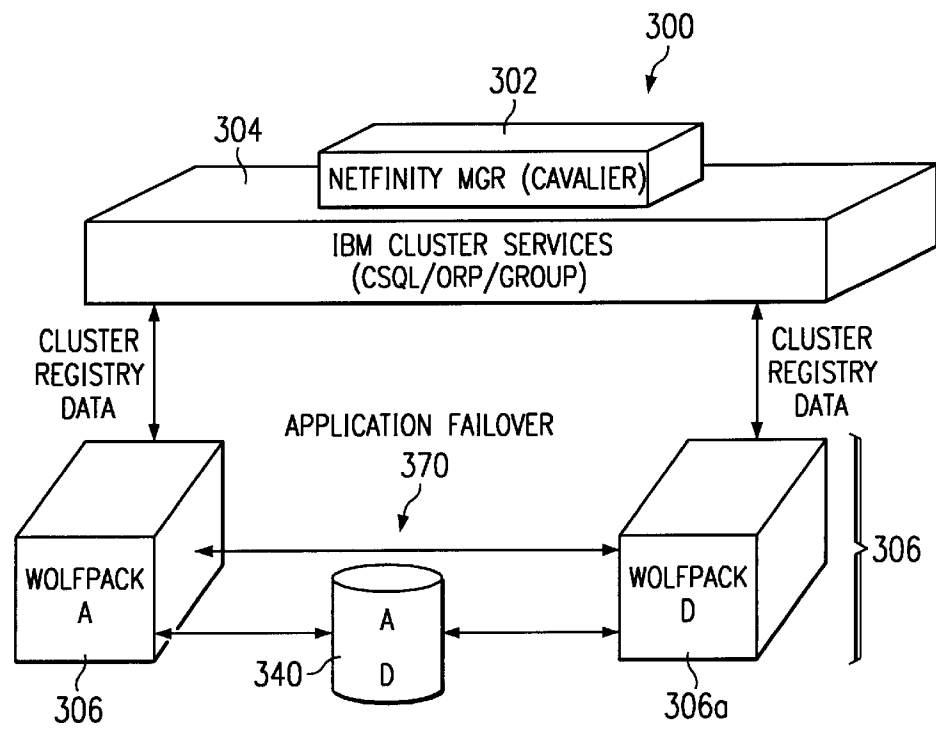 300
302
304
NETFINITY MGR (CAVALIER)
IBM CLUSTER SERVICES
(CSQL/ORP/GROUP)
CLUSTER
REGISTRY
DATA
CLUSTER
REGISTRY
DATA
APPLICATION FAILOVER
370
WOLFPACK
A
A
D
WOLFPACK
D
306
340
306
306a